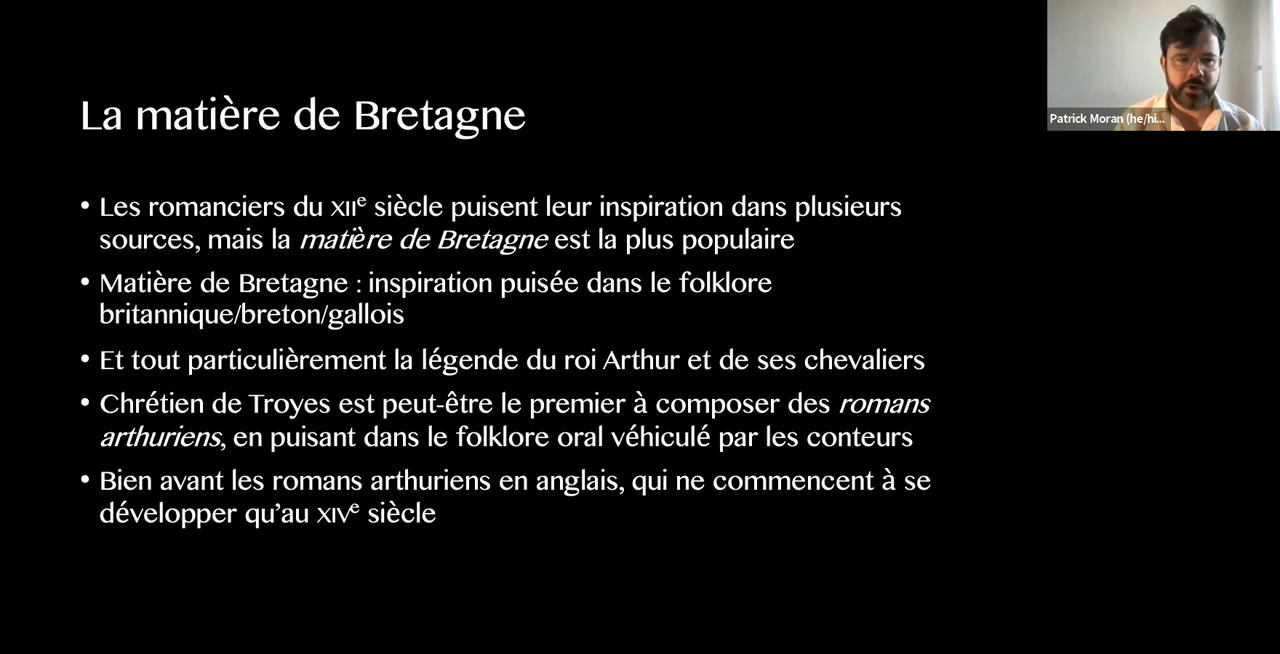 La matière de Bretagne
• Les romanciers du XIIe siècle puisent leur inspiration dans plusieurs
sources, mais la matière de Bretagne est la plus populaire
• Matière de Bretagne : inspiration puisée dans le folklore
britannique/breton/gallois
• Et tout particulièrement la légende du roi Arthur et de ses chevaliers
• Chrétien de Troyes est peut-être le premier à composer des romans
arthuriens, en puisant dans le folklore oral véhiculé par les conteurs
• Bien avant les romans arthuriens en anglais, qui ne commencent à se
développer qu’au XIVe siècle
Patrick Moran (he/hi...